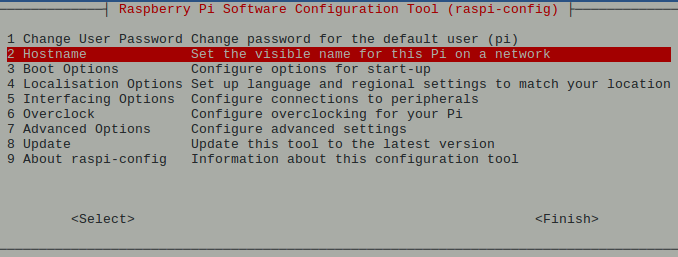 Raspberry Pi Software Configuration Tool (raspi-config)
1 Change User Password Change password for the default user (pi)
2 Hostname Set the visible name for this Pi on a network
3 Boot Options Configure options for start-up
4 Localisation Options Set up language and regional settings to match your location
5 Interfacing Options Configure connections to peripherals
6 Overclock Configure overclocking for your Pi
7 Advanced Options Configure advanced settings
8 Update Update this tool to the latest version
9 About raspi-config Information about this configuration tool
<Select> <Finish>